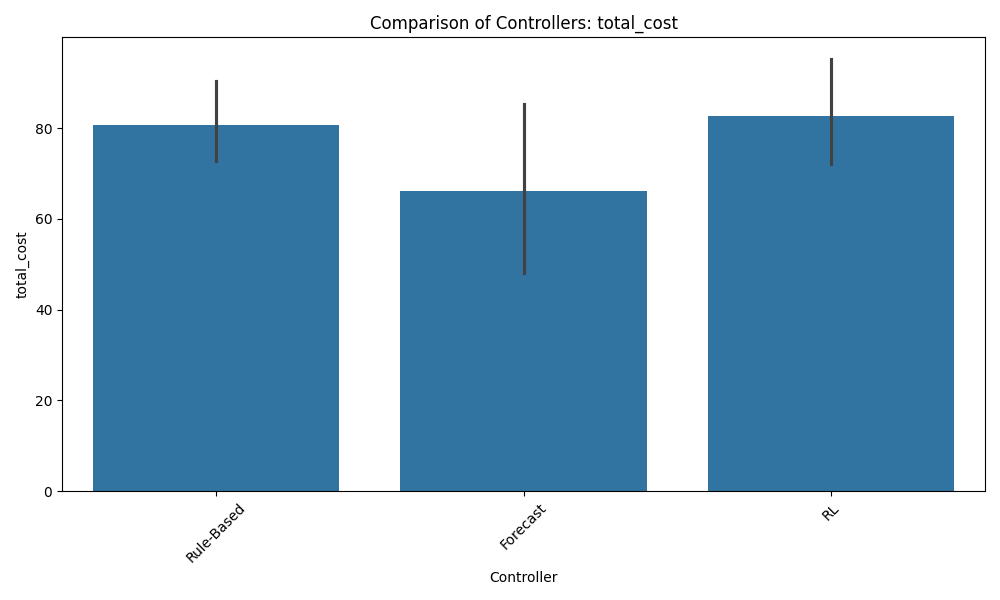 Comparison of Controllers: total_cost
total_cost
80
60
40
20
0
Rule-Based
Forecast
RL
Controller